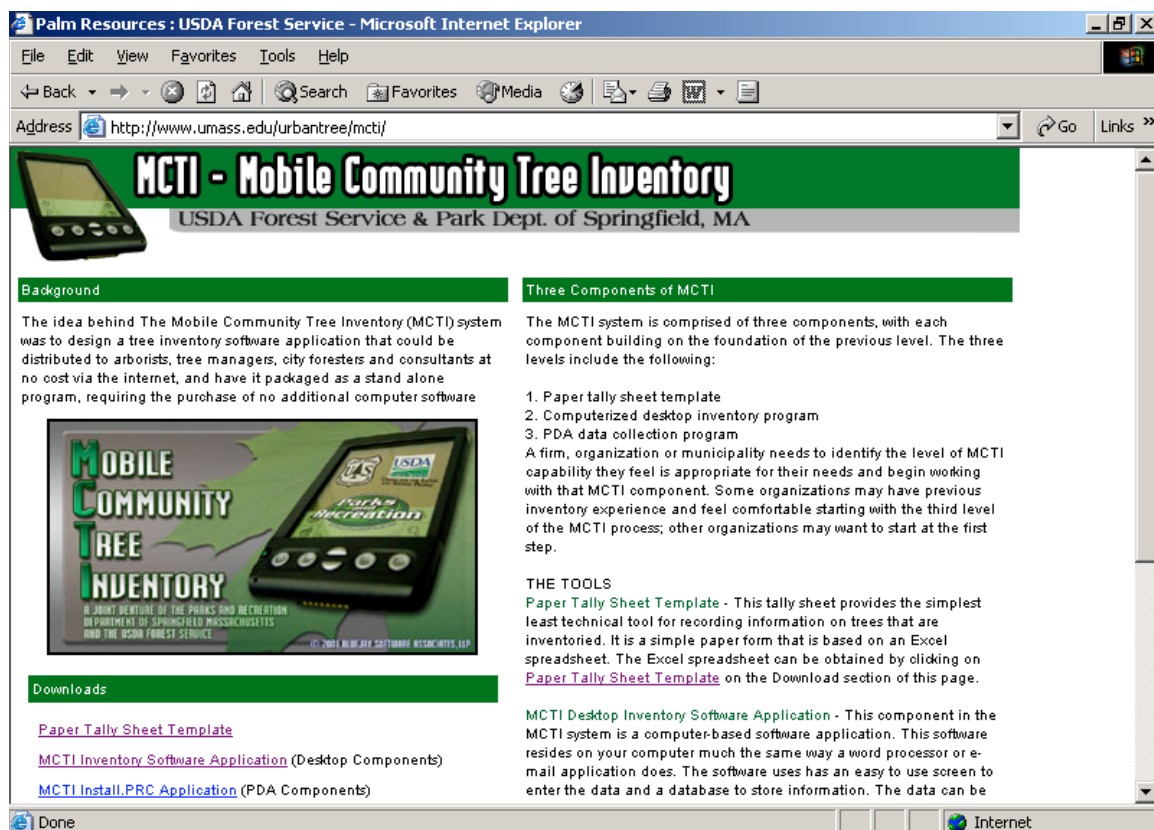 Palm Resources : USDA Forest Service - Microsoft Internet Explorer
File Edit View Favorites Tools Help
Back Search Favorites Media
Address http://www.umass.edu/urbantree/mcti/ Go Links »
MCTI - Mobile Community Tree Inventory
USDA Forest Service & Park Dept. of Springfield, MA
Background
The idea behind The Mobile Community Tree Inventory (MCTI) system
was to design a tree inventory software application that could be
distributed to arborists, tree managers, city foresters and consultants at
no cost via the internet, and have it packaged as a stand alone
program, requiring the purchase of no additional computer software
MOBILE
COMMUNITY
TREE
INVENTORY
A JOINT VENTURE OF THE PARKS AND RECREATION
DEPARTMENT OF SPRINGFIELD MASSACHUSETTS
AND THE USDA FOREST SERVICE
UAS
USDA
Parks
and
Recreation
(C) 2001 BLUEJAY SOFTWARE ASSOCIATES, LLP
Downloads
Paper Tally Sheet Template
MCTI Inventory Software Application (Desktop Components)
MCTI Install.PRC Application (PDA Components)
Three Components of MCTI
The MCTI system is comprised of three components, with each
component building on the foundation of the previous level. The three
levels include the following:
1. Paper tally sheet template
2. Computerized desktop inventory program
3. PDA data collection program
A firm, organization or municipality needs to identify the level of MCTI
capability they feel is appropriate for their needs and begin working
with that MCTI component. Some organizations may have previous
inventory experience and feel comfortable starting with the third level
of the MCTI process; other organizations may want to start at the first
step.
THE TOOLS
Paper Tally Sheet Template - This tally sheet provides the simplest
least technical tool for recording information on trees that are
inventoried. It is a simple paper form that is based on an Excel
spreadsheet. The Excel spreadsheet can be obtained by clicking on
Paper Tally Sheet Template on the Download section of this page.
MCTI Desktop Inventory Software Application - This component in the
MCTI system is a computer-based software application. This software
resides on your computer much the same way a word processor or e-
mail application does. The software uses has an easy to use screen to
enter the data and a database to store information. The data can be
Done Internet